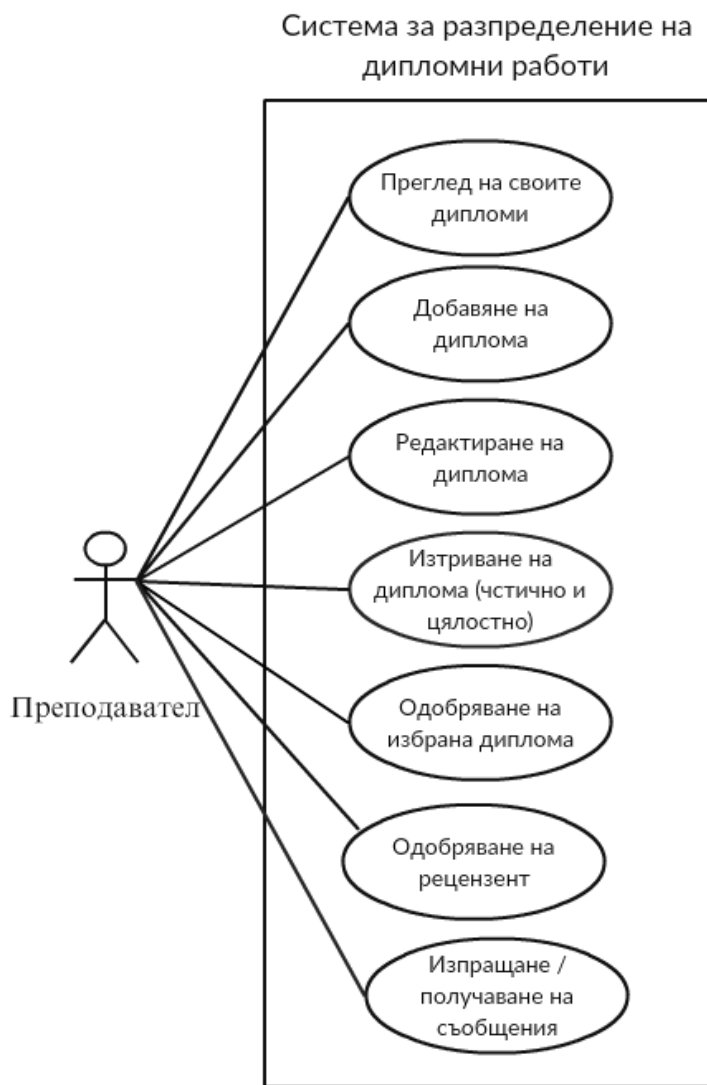 Система за разпределение на
дипломни работи
Преглед на своите
дипломи
Добавяне на
диплома
Редактиране на
диплома
Изтриване на
диплома (чстично и
цялостно)
Преподавател
Одобряване на
избрана диплома
Одобряване на
рецензент
Изпращане /
получаване на
съобщения